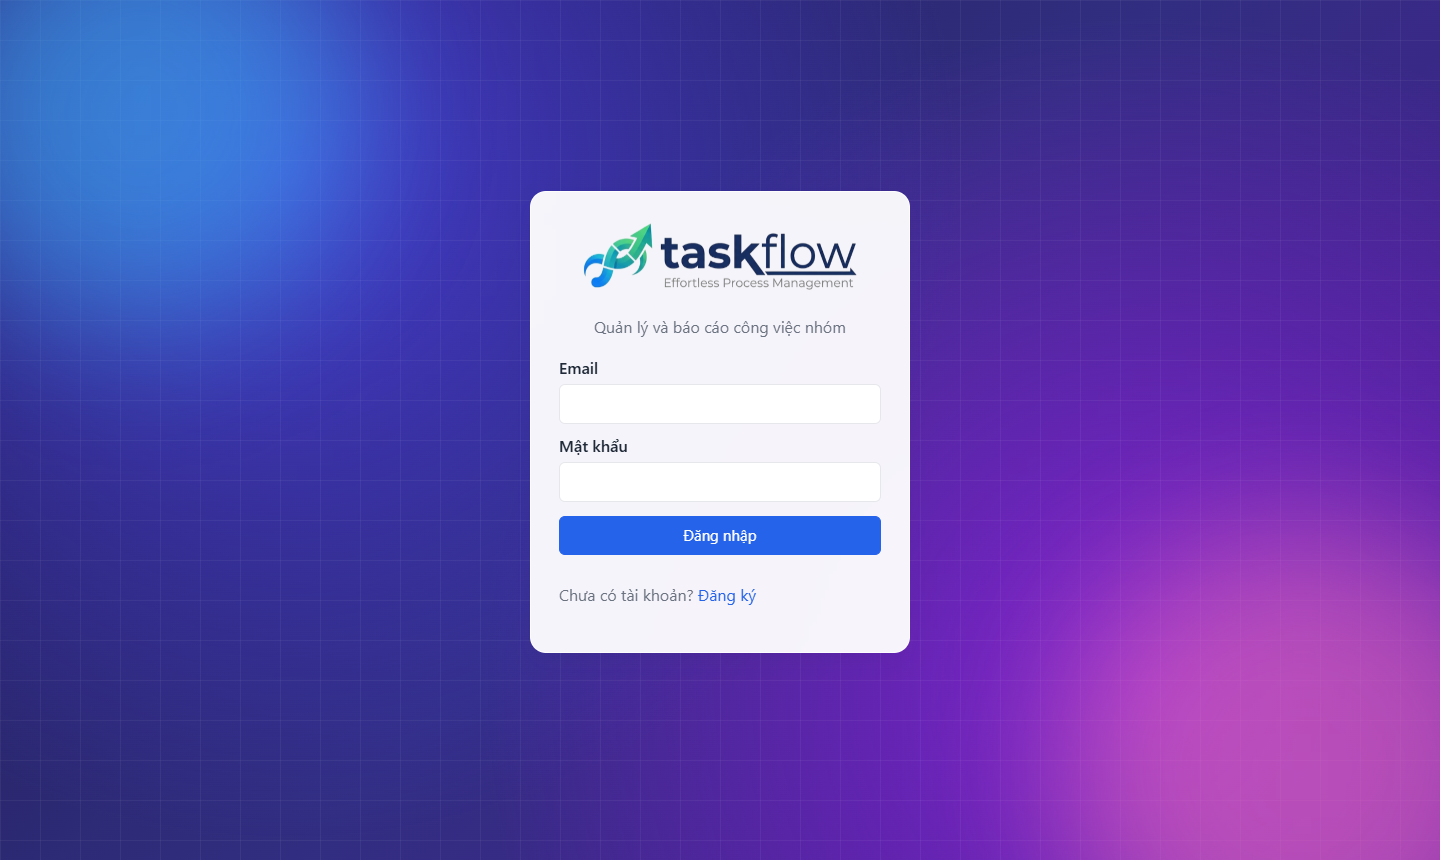 taskflow
Effortless Process Management
Quản lý và báo cáo công việc nhóm
Email
Mật khẩu
Đăng nhập
Chưa có tài khoản? Đăng ký